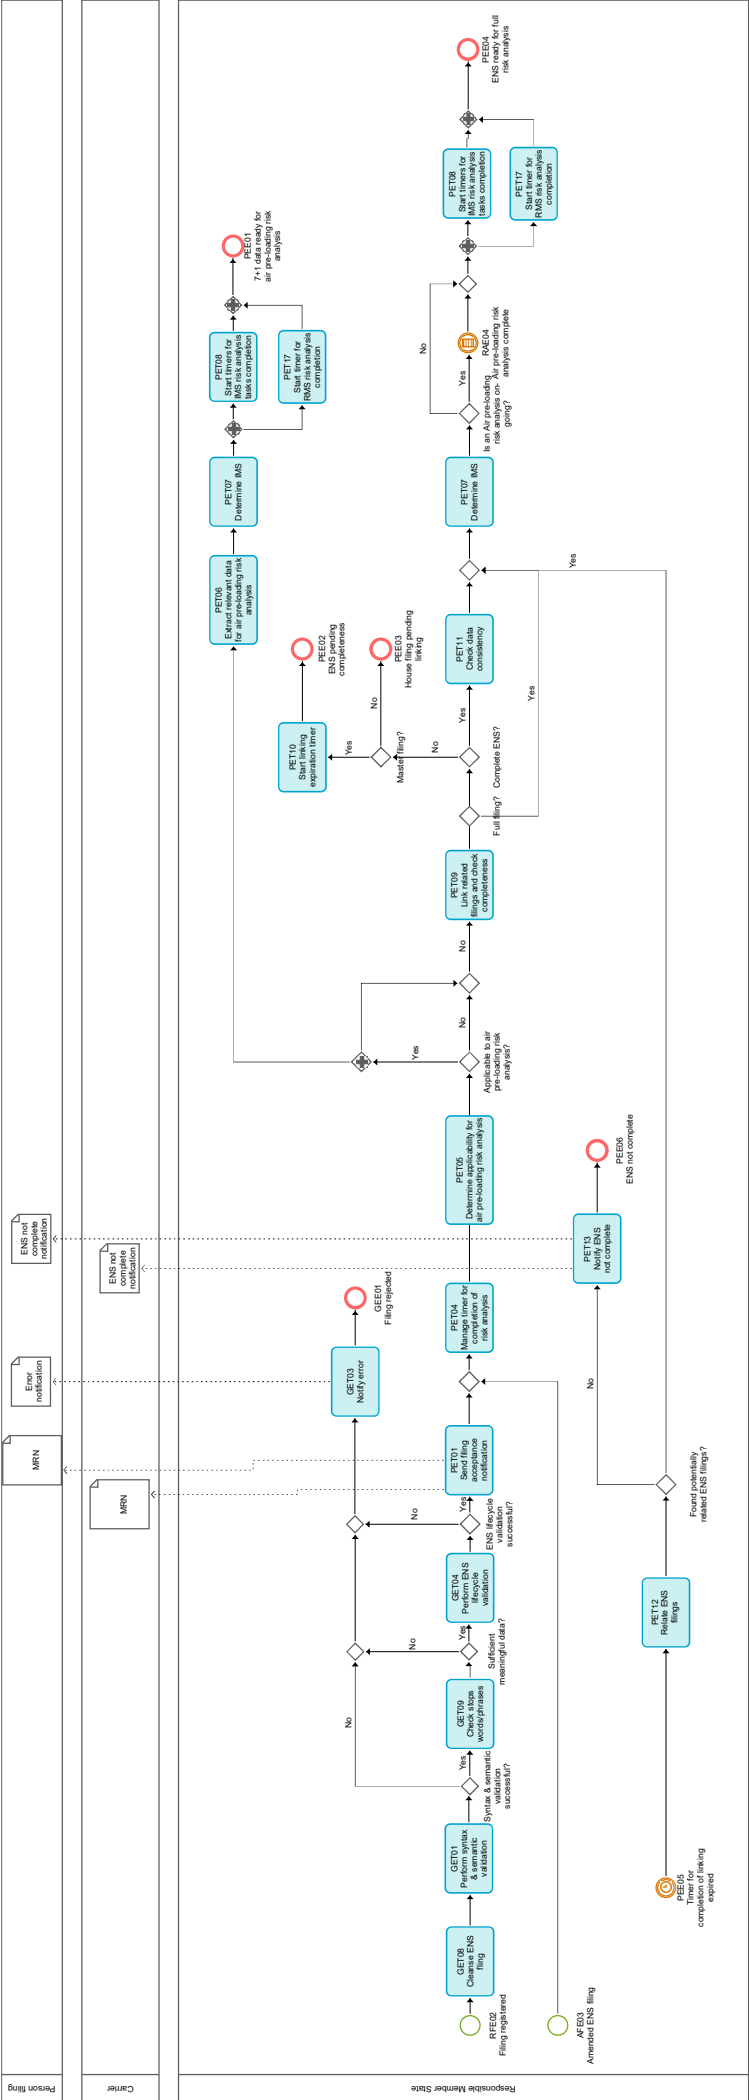 Person filing
Carrier
Responsible Member State
MRN
Error
notification
ENS not
complete
notification
MRN
ENS not
complete
notification
RFE02
Filing registered
GET08
Cleanse ENS
fling
GET01
Perform syntax
& semantic
validation
Syntax & semantic
validation
successful?
Yes
No
GET09
Check stops
words/phrases
Sufficient
meaningful data?
Yes
No
GET04
Perform ENS
lifecycle
validation
ENS lifecycle
validation
successful?
Yes
No
GET03
Notify error
GEE01
Filing rejected
PET01
Send filing
acceptance
notification
AFE03
Amended ENS filing
PET04
Manage timer for
completion of
risk analysis
PET05
Determine applicability for
air pre-loading risk analysis
Applicable to air
pre-loading risk
analysis?
Yes
No
No
PET09
Link related
filings and check
completeness
Full filing?
Yes
Complete ENS?
Yes
No
Master filing?
Yes
No
PET10
Start linking
expiration timer
PEE02
ENS pending
completeness
PEE03
House filing pending
linking
PET11
Check data
consistency
PET07
Determine IMS
Is an Air pre-loading
risk analysis on-
going?
Yes
No
RAE04
Air pre-loading risk
analysis complete
PET08
Start timers for
IMS risk analysis
tasks completion
PET17
Start timer for
RMS risk analysis
completion
PEE04
ENS ready for full
risk analysis
PET06
Extract relevant data
for air pre-loading risk
analysis
PET07
Determine IMS
PET08
Start timers for
IMS risk analysis
tasks completion
PET17
Start timer for
RMS risk analysis
completion
PEE01
7+1 data ready for
air pre-loading risk
analysis
PEE05
Timer for
completion of linking
expired
PET12
Relate ENS
filings
Found potentially
related ENS filings?
Yes
No
PET13
Notify ENS
not complete
PEE06
ENS not complete